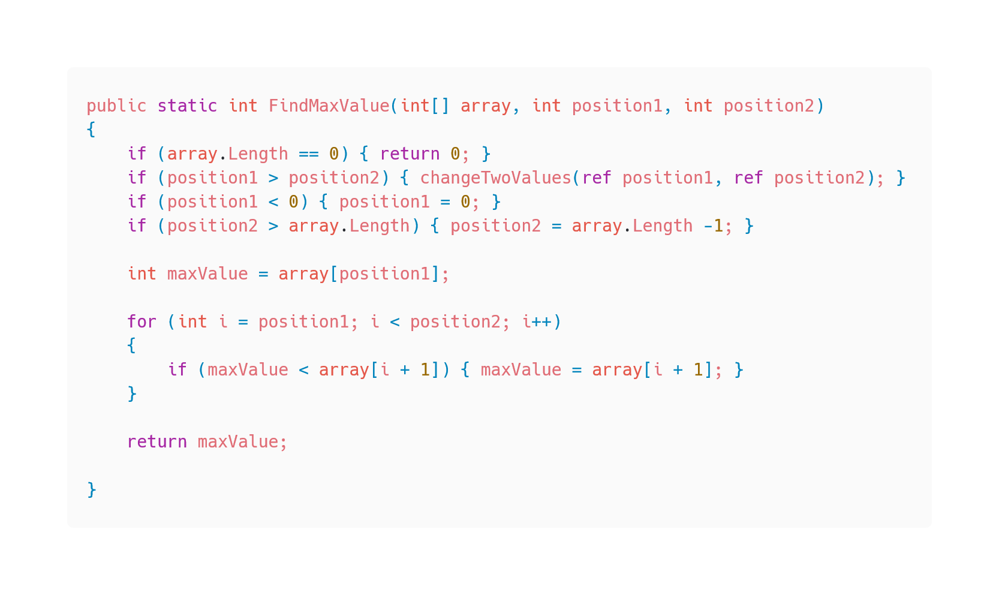 public static int FindMaxValue(int[] array, int position1, int position2)
{
    if (array.Length == 0) { return 0; }
    if (position1 > position2) { changeTwoValues(ref position1, ref position2); }
    if (position1 < 0) { position1 = 0; }
    if (position2 > array.Length) { position2 = array.Length -1; }

    int maxValue = array[position1];

    for (int i = position1; i < position2; i++)
    {
        if (maxValue < array[i + 1]) { maxValue = array[i + 1]; }
    }

    return maxValue;

}